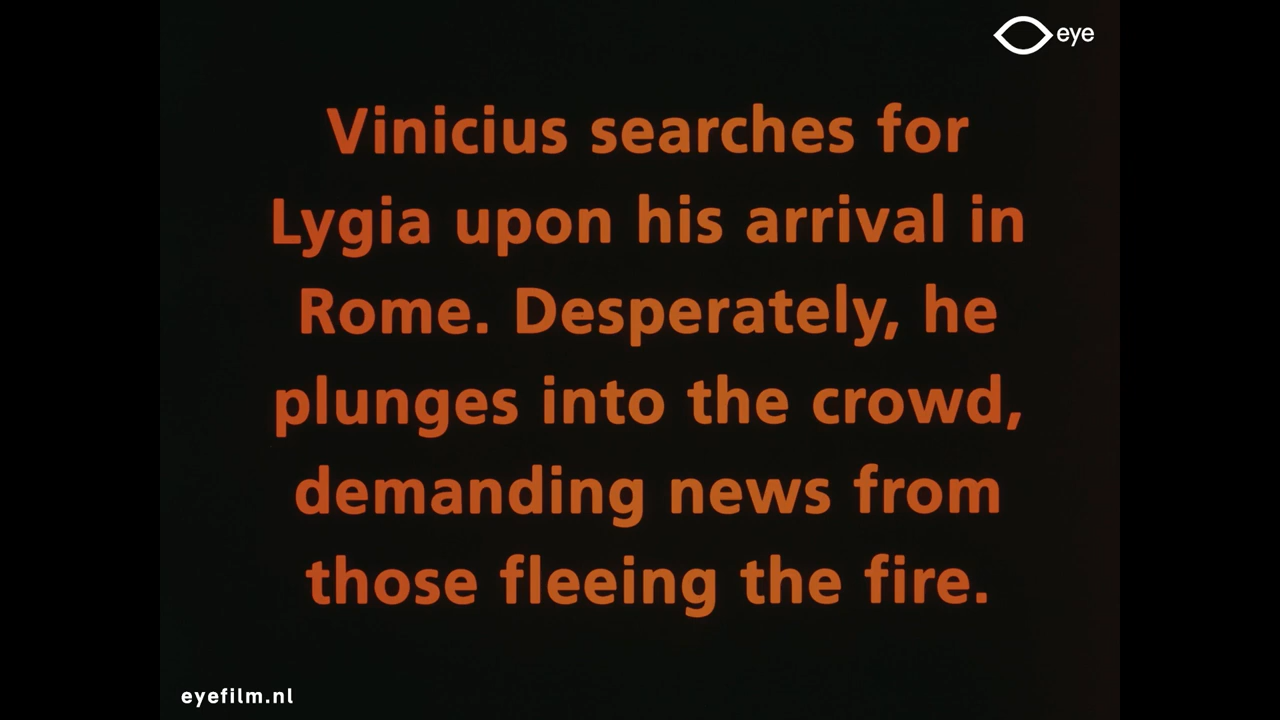 eye
Vinicius searches for
Lygia upon his arrival in
Rome. Desperately, he
plunges into the crowd,
demanding news from
those fleeing the fire.
eyefilm.nl